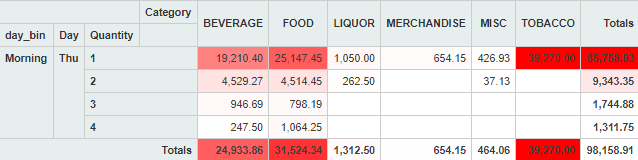 Category
BEVERAGE FOOD LIQUOR MERCHANDISE MISC TOBACCO Totals
day_bin Day Quantity
Morning Thu 1 19,210.40 25,147.45 1,050.00 654.15 426.93 39,270.00 85,758.93
2 4,529.27 4,514.45 262.50 37.13 9,343.35
3 946.69 798.19 1,744.88
4 247.50 1,064.25 1,311.75
Totals 24,933.86 31,524.34 1,312.50 654.15 464.06 39,270.00 98,158.91